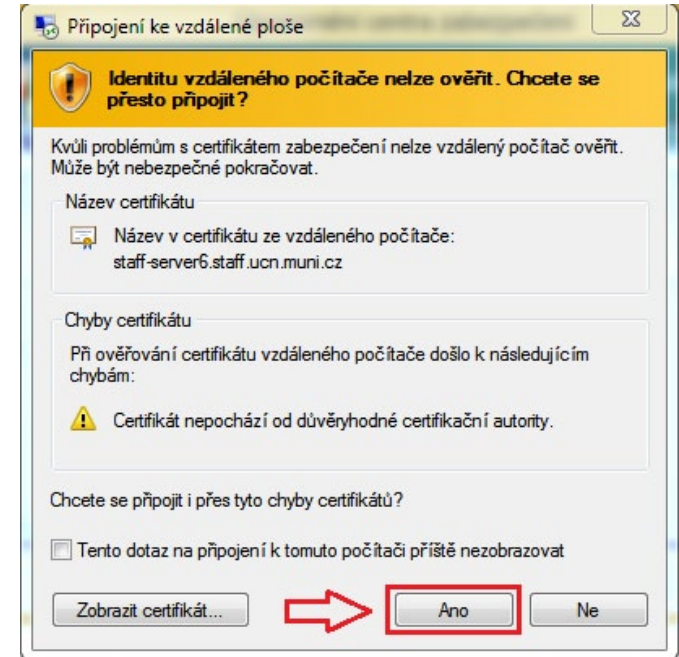 Připojení ke vzdálené ploše
Identitu vzdáleného počítače nelze ověřit. Chcete se
přesto připojit?
Kvůli problémům s certifikátem zabezpečení nelze vzdálený počítač ověřit.
Může být nebezpečné pokračovat.
Název certifikátu
Název v certifikátu ze vzdáleného počítače:
staff-server6.staff.ucn.muni.cz
Chyby certifikátu
Při ověřování certifikátu vzdáleného počítače došlo k následujícím
chybám:
Certifikát nepochází od důvěryhodné certifikační autority.
Chcete se připojit i přes tyto chyby certifikátů?
Tento dotaz na připojení k tomuto počítači příště nezobrazovat
Zobrazit certifikát... Ano Ne